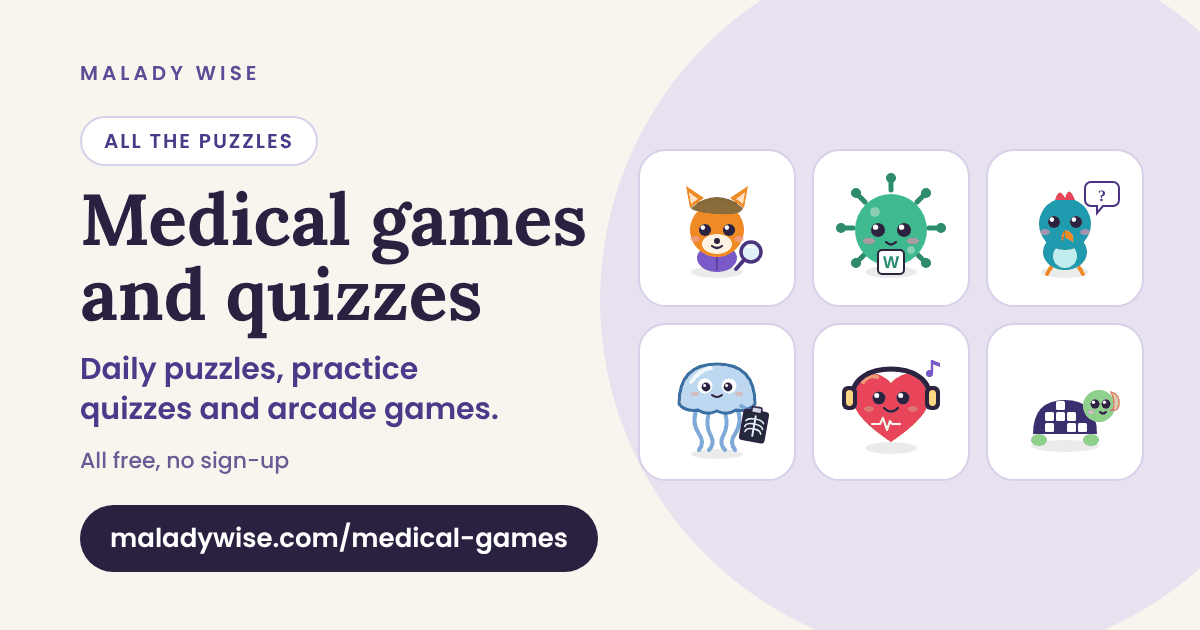 MALADY WISE
ALL THE PUZZLES
Medical games
and quizzes
Daily puzzles, practice
quizzes and arcade games.
All free, no sign-up
maladywise.com/medical-games
?
W